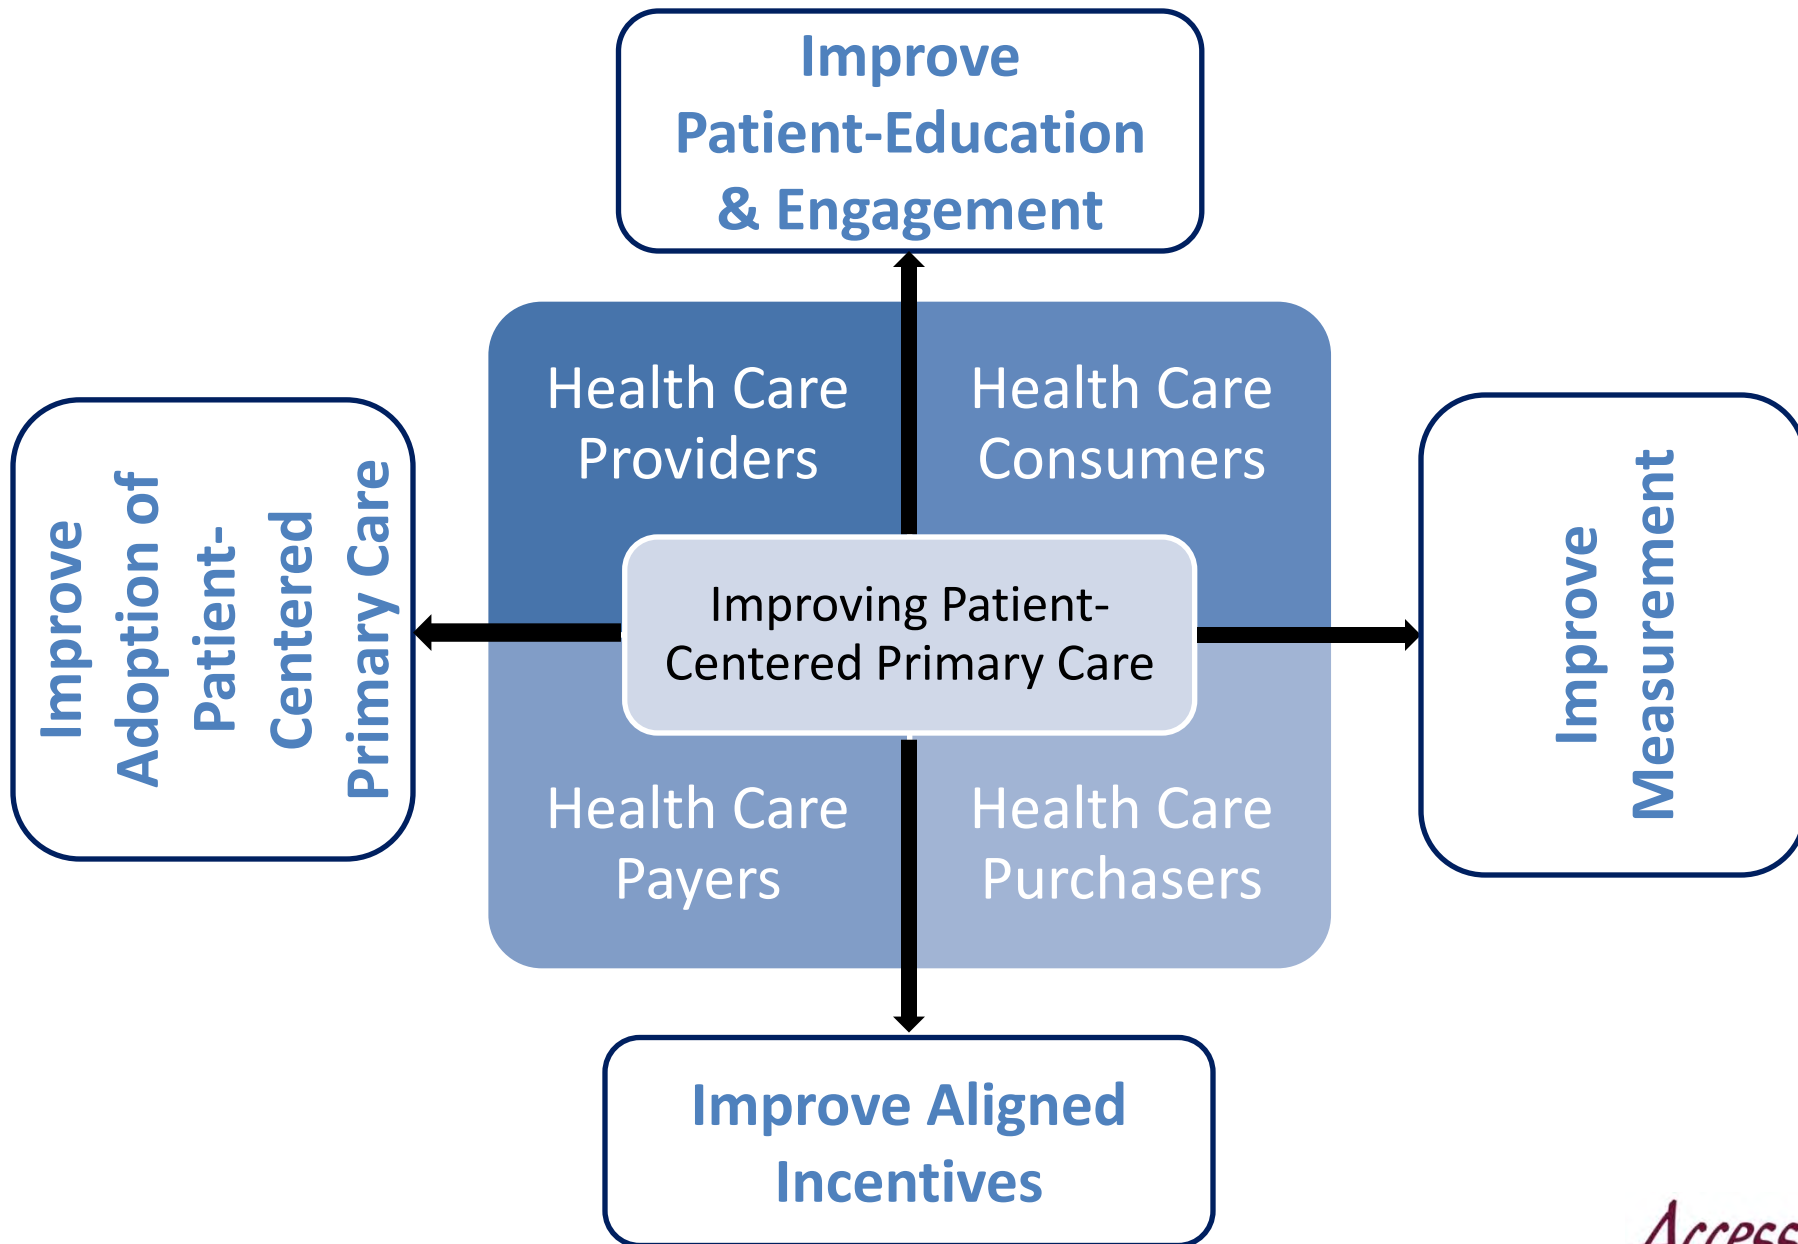 Improve
Patient-Education
& Engagement
Health Care
Providers
Health Care
Consumers
Improve
Adoption of
Patient-
Centered
Primary Care
Improving Patient-
Centered Primary Care
Improve
Measurement
Health Care
Payers
Health Care
Purchasers
Improve Aligned
Incentives
Access